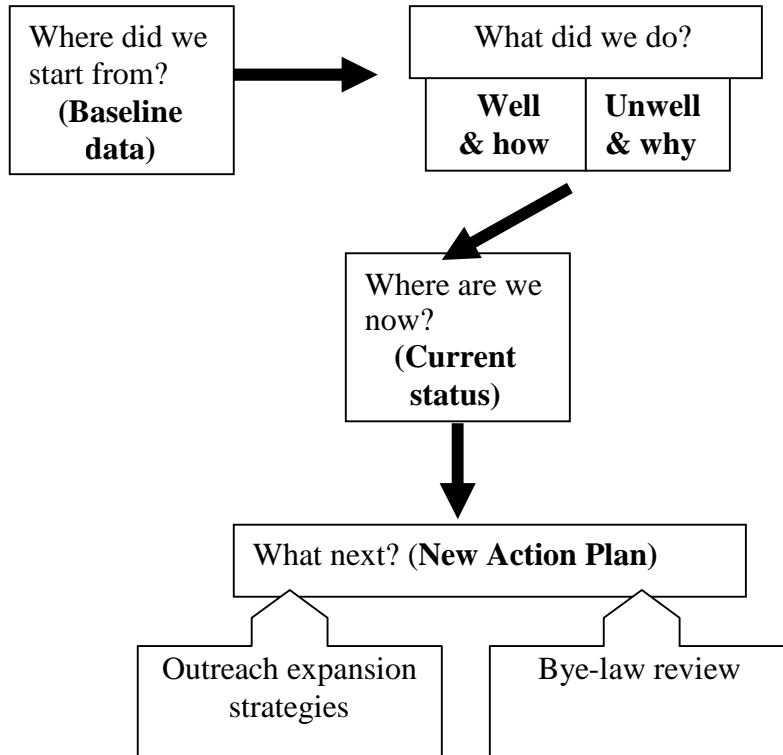 Where did we
start from?
(Baseline
data)
What did we do?
Well
& how
Unwell
& why
Where are we
now?
(Current
status)
What next? (New Action Plan)
Outreach expansion
strategies
Bye-law review